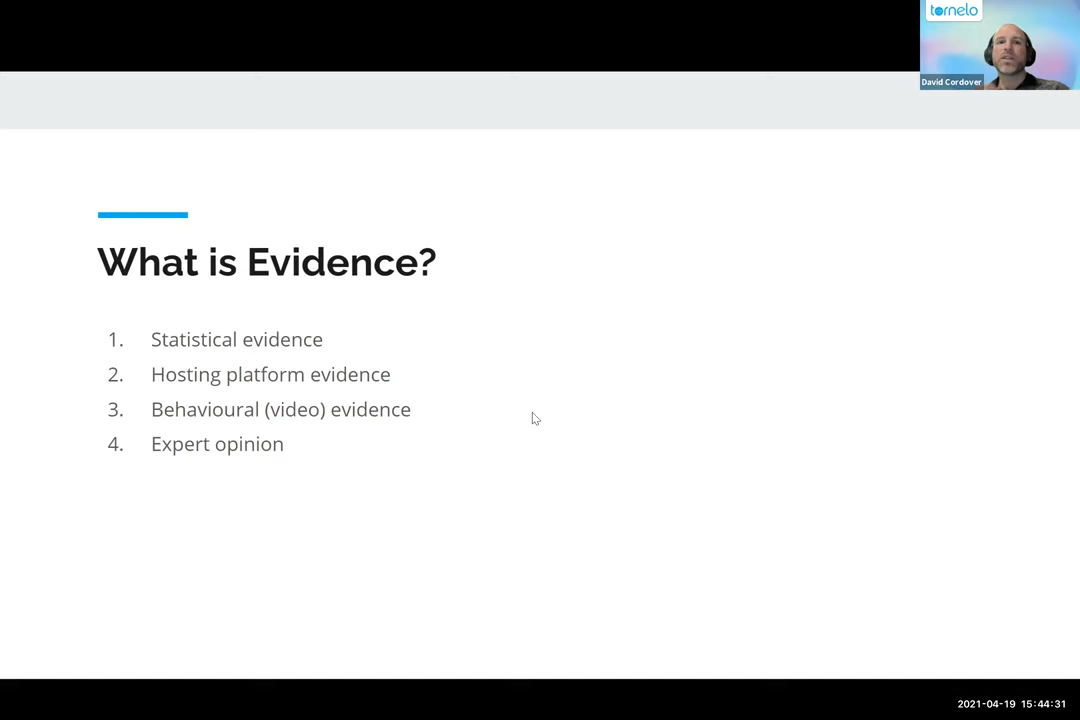 tornelo
David Cordover
What is Evidence?
1. Statistical evidence
2. Hosting platform evidence
3. Behavioural (video) evidence
4. Expert opinion
2021-04-19 15:44:31